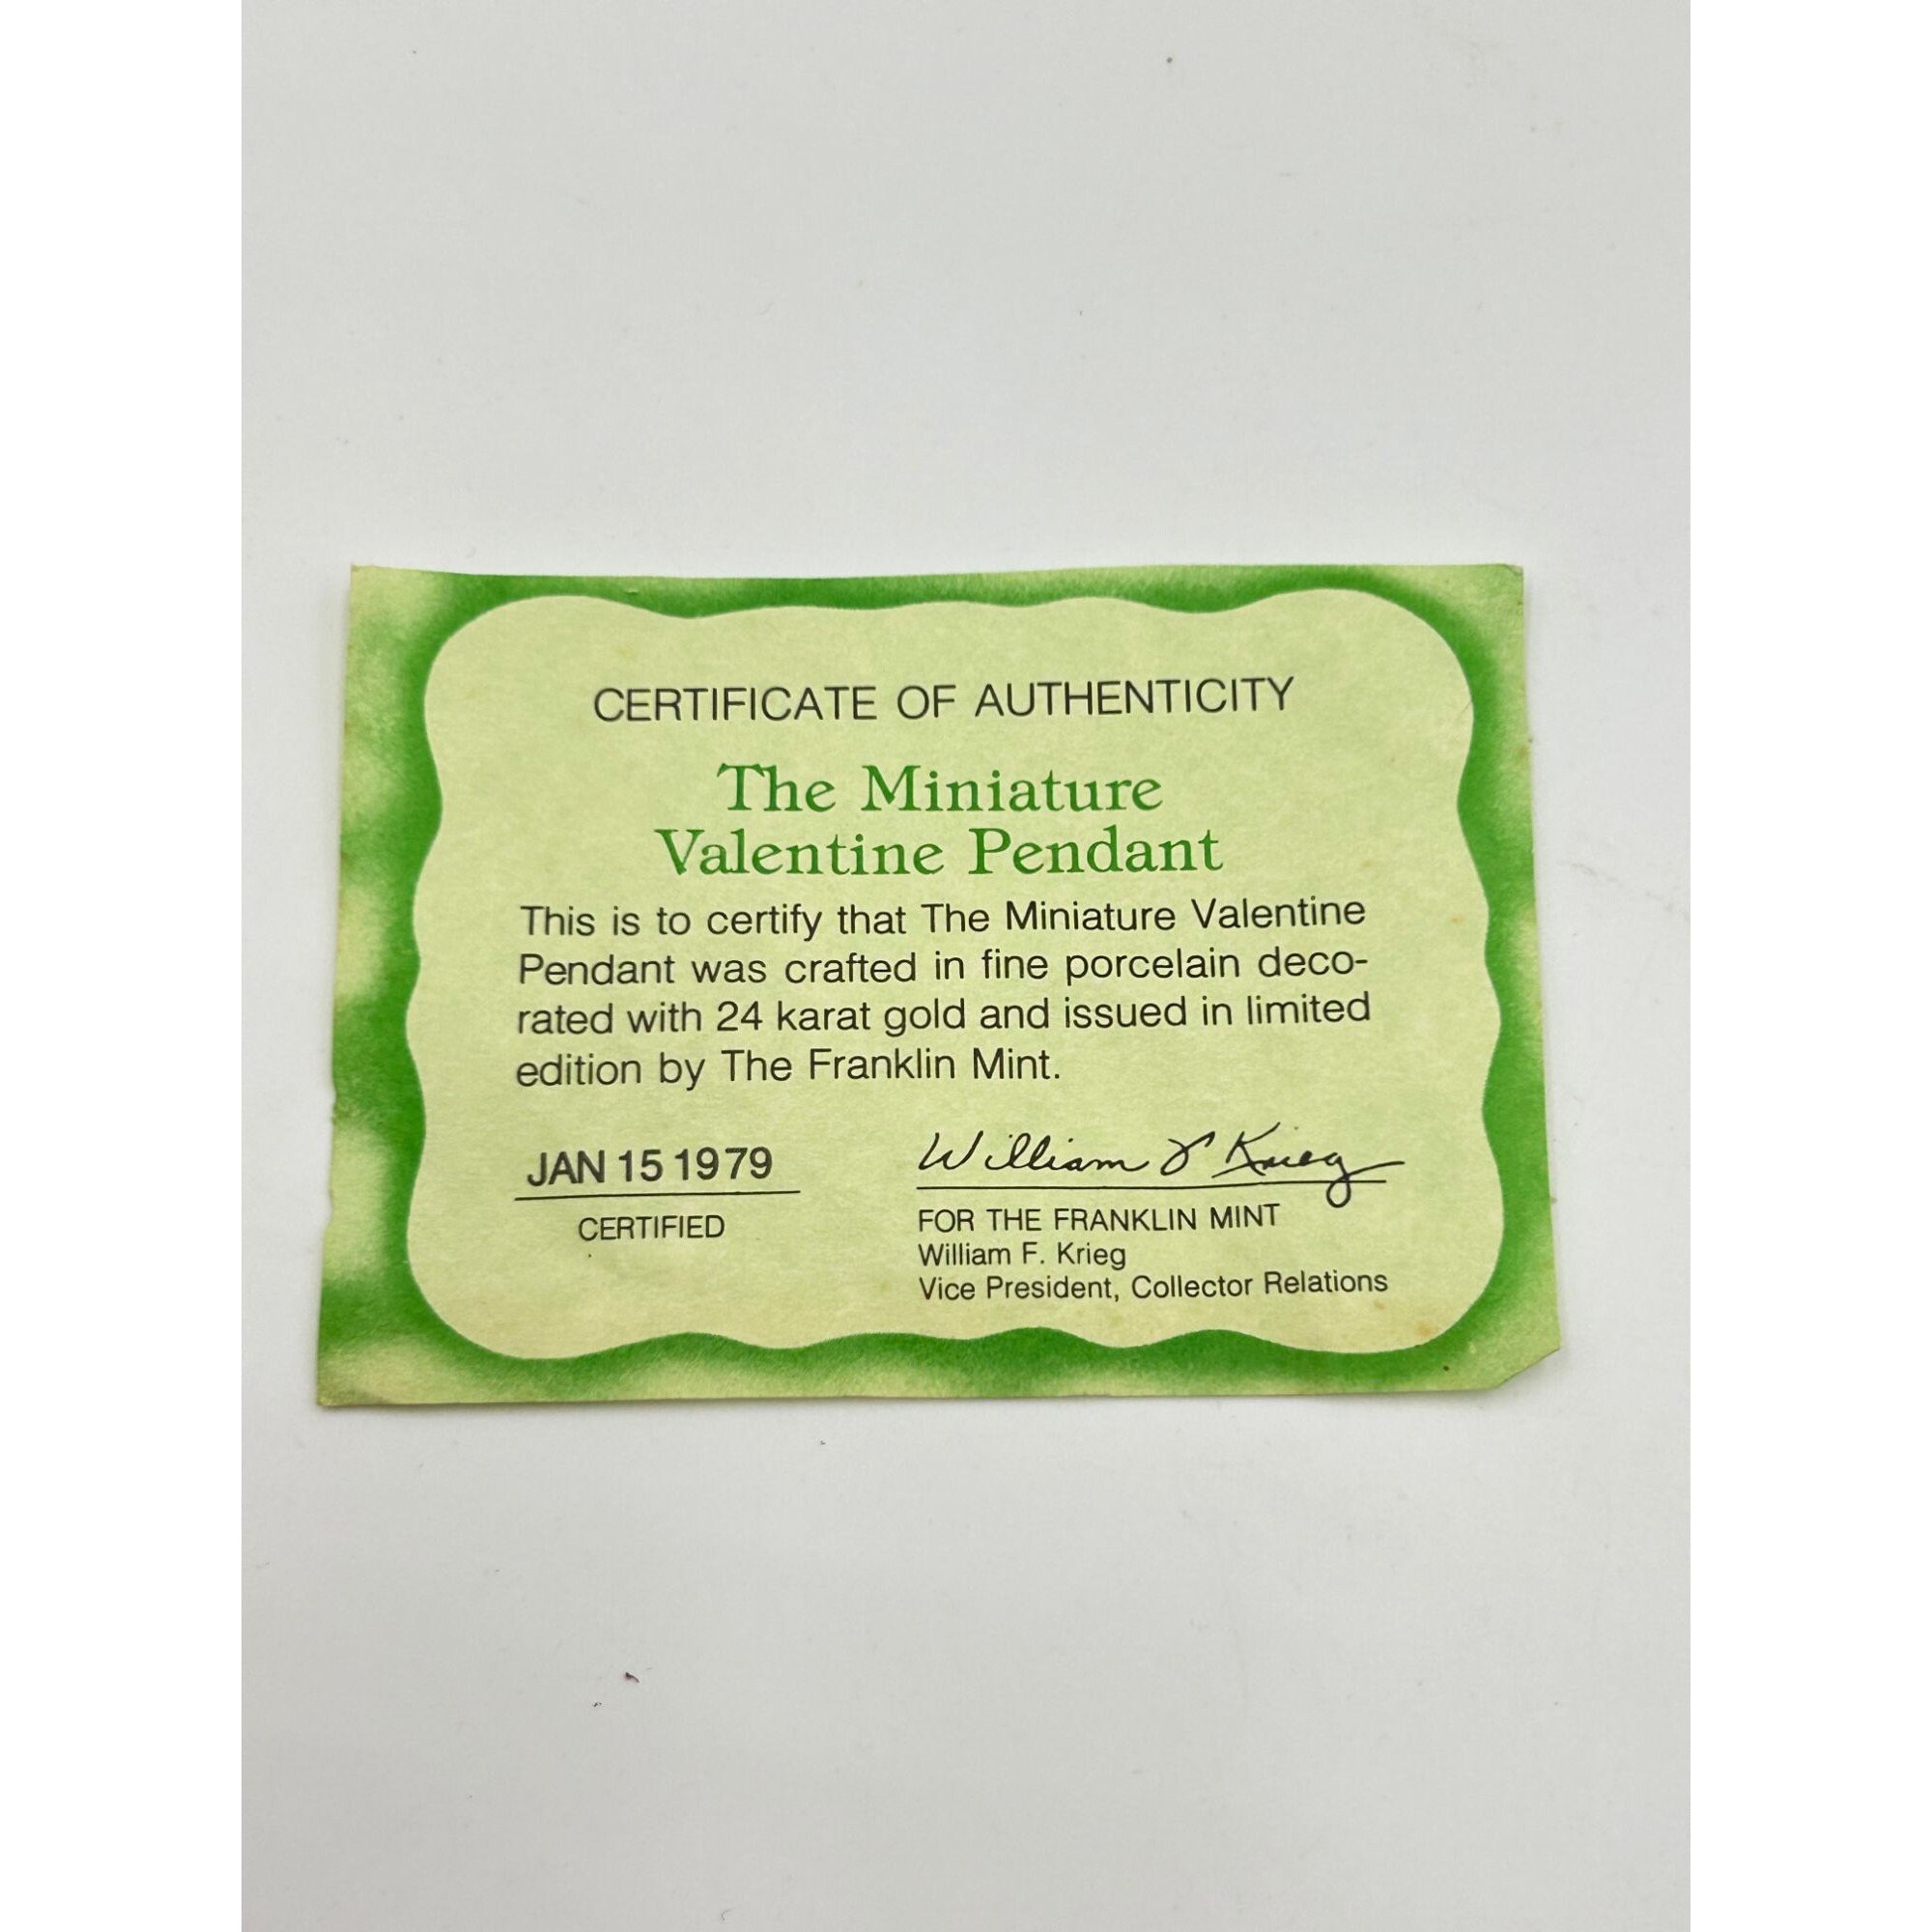 CERTIFICATE OF AUTHENTICITY
The Miniature
Valentine Pendant
This is to certify that The Miniature Valentine
Pendant was crafted in fine porcelain deco-
rated with 24 karat gold and issued in limited
edition by The Franklin Mint.
JAN 15 1979
CERTIFIED
William F Krieg
FOR THE FRANKLIN MINT
William F. Krieg
Vice President, Collector Relations